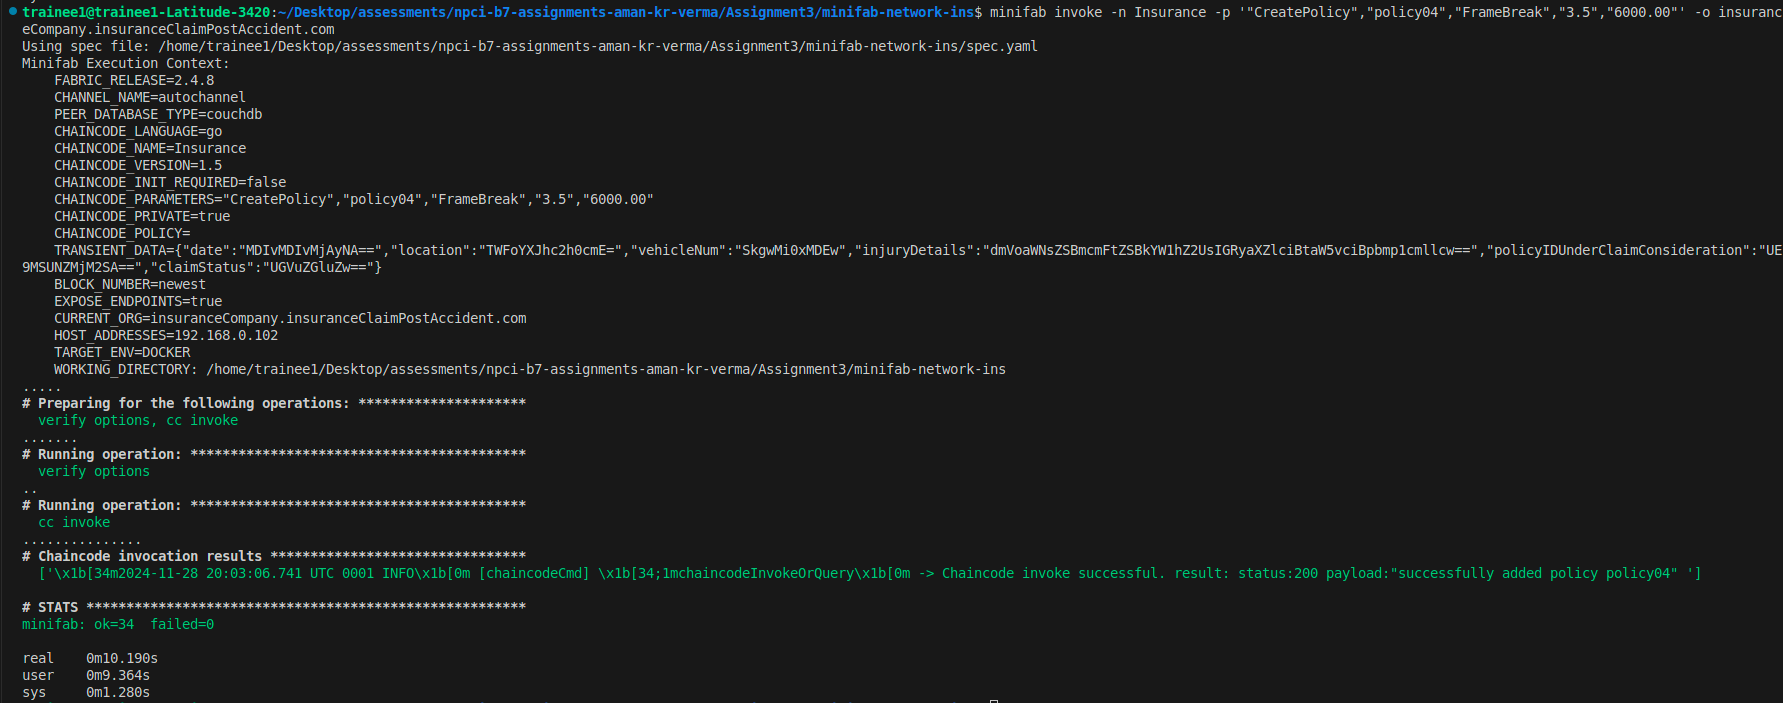 trainee1@trainee1-Latitude-3420:~/Desktop/assessments/npci-b7-assignments-aman-kr-verma/Assignment3/minifab-network-ins$ minifab invoke -n Insurance -p '"CreatePolicy","policy04","FrameBreak","3.5","6000.00"' -o insuranc
eCompany.insuranceClaimPostAccident.com
Using spec file: /home/trainee1/Desktop/assessments/npci-b7-assignments-aman-kr-verma/Assignment3/minifab-network-ins/spec.yaml
Minifab Execution Context:
    FABRIC_RELEASE=2.4.8
    CHANNEL_NAME=autochannel
    PEER_DATABASE_TYPE=couchdb
    CHAINCODE_LANGUAGE=go
    CHAINCODE_NAME=Insurance
    CHAINCODE_VERSION=1.5
    CHAINCODE_INIT_REQUIRED=false
    CHAINCODE_PARAMETERS="CreatePolicy","policy04","FrameBreak","3.5","6000.00"
    CHAINCODE_PRIVATE=true
    CHAINCODE_POLICY=
    TRANSIENT_DATA={"date":"MDIvMDIvMjAyNA==","location":"TWFoYXJhc2h0cmE=","vehicleNum":"SkgwMi0xMDEw","injuryDetails":"dmVoaWNsZSBmcmFtZSBkYW1hZ2UsIGRyaXZlciBtaW5vciBpbmp1cmllcw==","policyIDUnderClaimConsideration":"UE
9MSUNZMjM2SA==","claimStatus":"UGVuZGluZw=="}
    BLOCK_NUMBER=newest
    EXPOSE_ENDPOINTS=true
    CURRENT_ORG=insuranceCompany.insuranceClaimPostAccident.com
    HOST_ADDRESSES=192.168.0.102
    TARGET_ENV=DOCKER
    WORKING_DIRECTORY: /home/trainee1/Desktop/assessments/npci-b7-assignments-aman-kr-verma/Assignment3/minifab-network-ins
.....
# Preparing for the following operations: *********************
  verify options, cc invoke
.......
# Running operation: ******************************************
  verify options
..
# Running operation: ******************************************
  cc invoke
...............
# Chaincode invocation results ********************************
  ['\x1b[34m2024-11-28 20:03:06.741 UTC 0001 INFO\x1b[0m [chaincodeCmd] \x1b[34;1mchaincodeInvokeOrQuery\x1b[0m -> Chaincode invoke successful. result: status:200 payload:"successfully added policy policy04" ']

# STATS *******************************************************
minifab: ok=34  failed=0

real    0m10.190s
user    0m9.364s
sys     0m1.280s